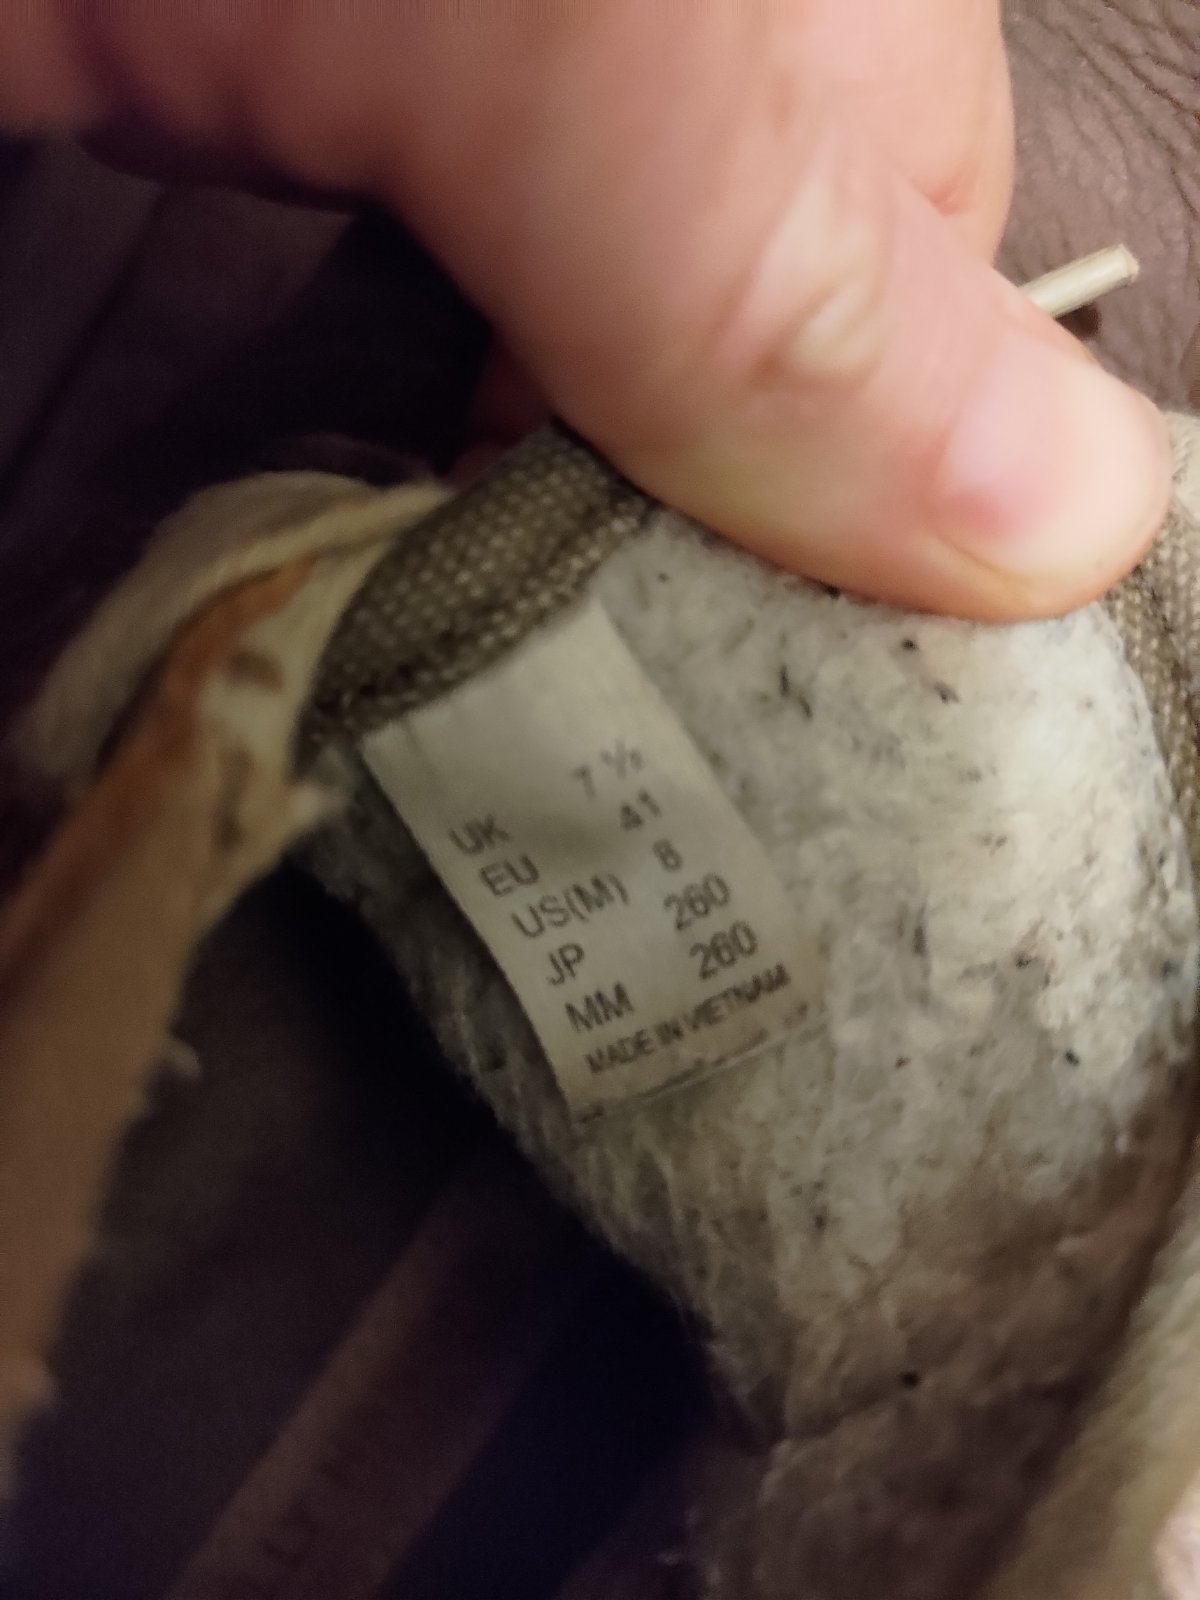 UK 7 ½
EU 41
US(M) 8
JP 260
MM 260
MADE IN VIETNAM